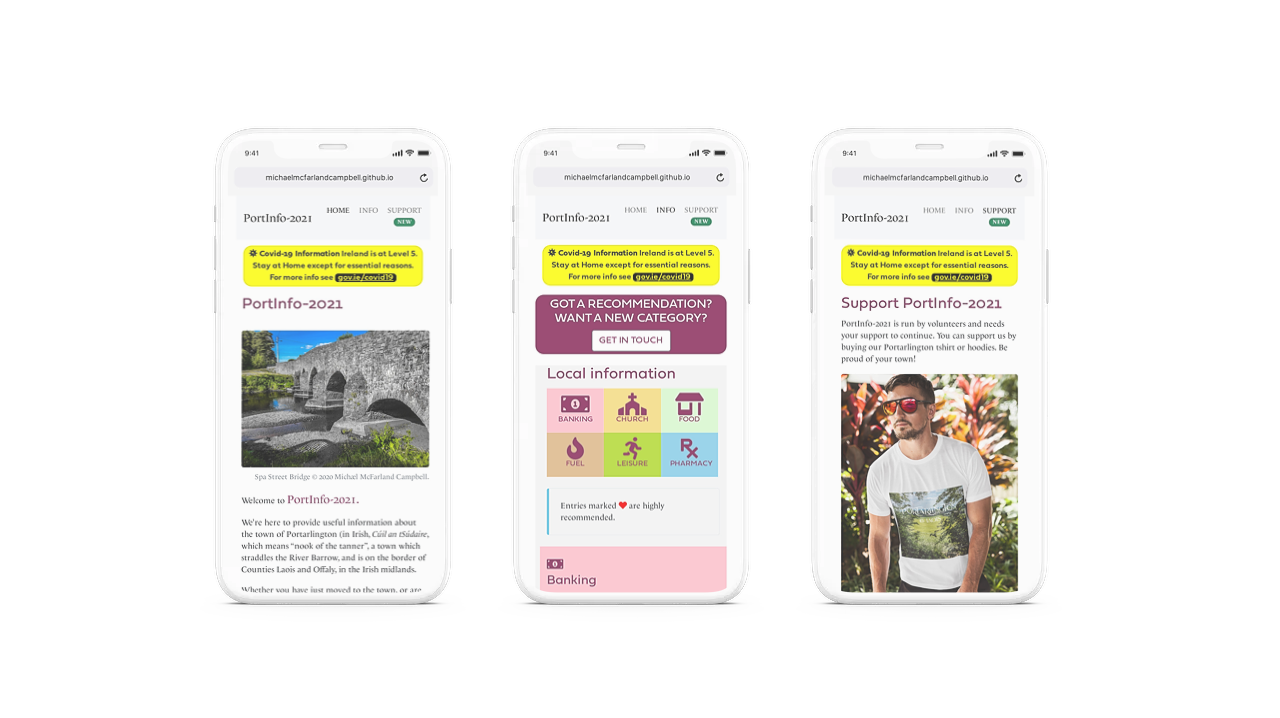 9:41
michaelmcfarlandcampbell.github.io
PortInfo-2021
HOME INFO SUPPORT
NEW
Covid-19 Information Ireland is at Level 5.
Stay at Home except for essential reasons.
For more info see gov.ie/covid19
PortInfo-2021
Spa Street Bridge © 2020 Michael McFarland Campbell.
Welcome to PortInfo-2021.
We're here to provide useful information about
the town of Portarlington (in Irish, Cúil an tSúdaire,
which means “nook of the tanner”, a town which
straddles the River Barrow, and is on the border of
Counties Laois and Offaly, in the Irish midlands.
Whether you have just moved to the town, or are
9:41
michaelmcfarlandcampbell.github.io
PortInfo-2021
HOME INFO SUPPORT
NEW
Covid-19 Information Ireland is at Level 5.
Stay at Home except for essential reasons.
For more info see gov.ie/covid19
GOT A RECOMMENDATION?
WANT A NEW CATEGORY?
GET IN TOUCH
Local information
1
BANKING CHURCH FOOD
FUEL LEISURE PHARMACY
Entries marked ❤ are highly
recommended.
Banking
9:41
michaelmcfarlandcampbell.github.io
PortInfo-2021
HOME INFO SUPPORT
NEW
Covid-19 Information Ireland is at Level 5.
Stay at Home except for essential reasons.
For more info see gov.ie/covid19
Support PortInfo-2021
PortInfo-2021 is run by volunteers and needs
your support to continue. You can support us by
buying our Portarlington tshirt or hoodies. Be
proud of your town!
PORTARLINGTON